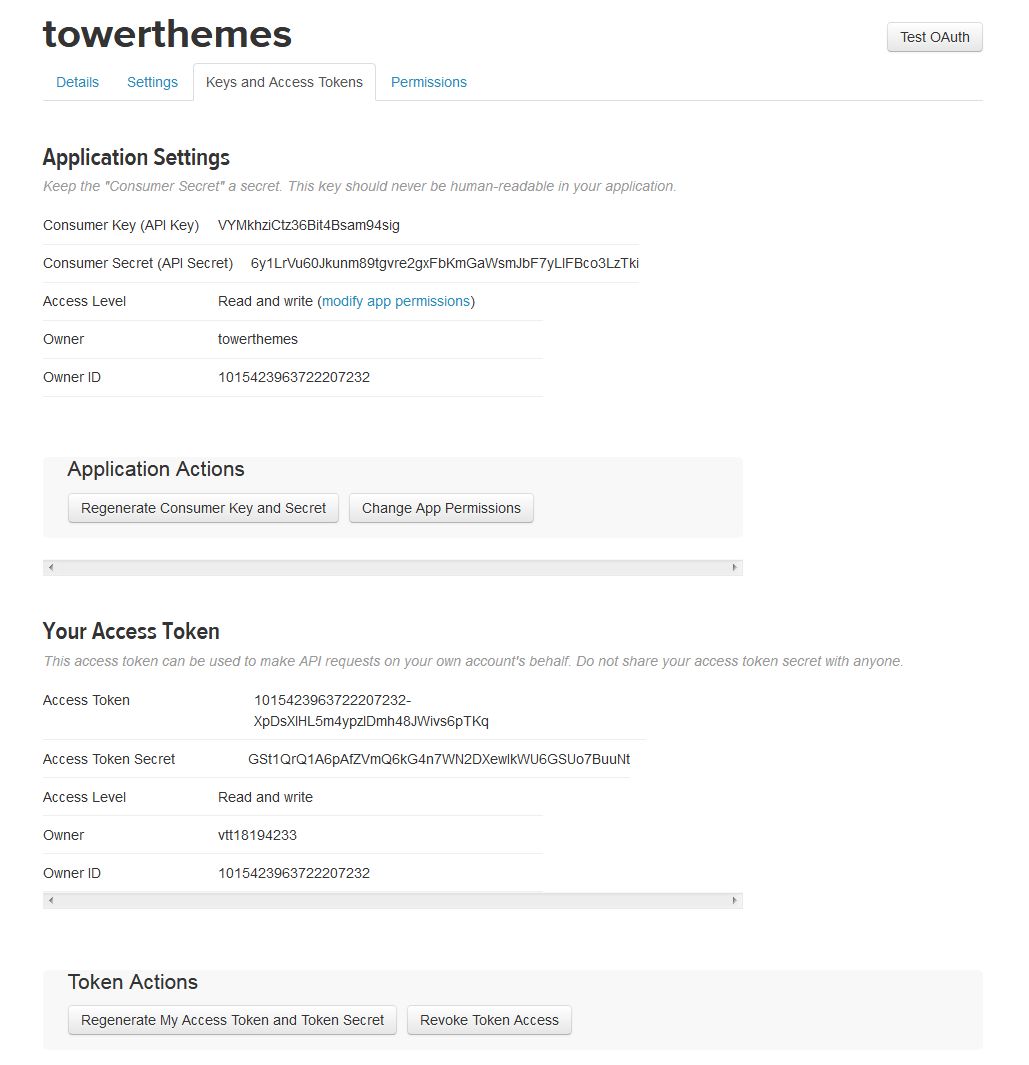 towerthemes
Test OAuth
Details Settings Keys and Access Tokens Permissions
Application Settings
Keep the "Consumer Secret" a secret. This key should never be human-readable in your application.
Consumer Key (API Key) VYMkhziCtz36Bit4Bsam94sig
Consumer Secret (API Secret)
Access Level Read and write (modify app permissions)
Owner towerthemes
Owner ID 1015423963722207232
Application Actions
Regenerate Consumer Key and Secret Change App Permissions
Your Access Token
This access token can be used to make API requests on your own account's behalf. Do not share your access token secret with anyone.
Access Token 1015423963722207232-
Access Token Secret
Access Level Read and write
Owner vtt18194233
Owner ID 1015423963722207232
Token Actions
Regenerate My Access Token and Token Secret Revoke Token Access